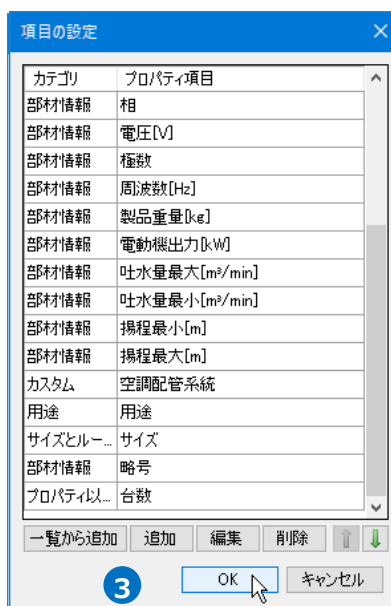 項目の設定
カテゴリ プロパティ項目
部材情報 相
部材情報 電圧[V]
部材情報 極数
部材情報 周波数[Hz]
部材情報 製品重量[kg]
部材情報 電動機出力[kW]
部材情報 吐水量最大[m³/min]
部材情報 吐水量最小[m³/min]
部材情報 揚程最小[m]
部材情報 揚程最大[m]
カスタム 空調配管系統
用途 用途
サイズとルー... サイズ
部材情報 略号
プロパティ以... 台数
一覧から追加 追加 編集 削除
3 OK キャンセル